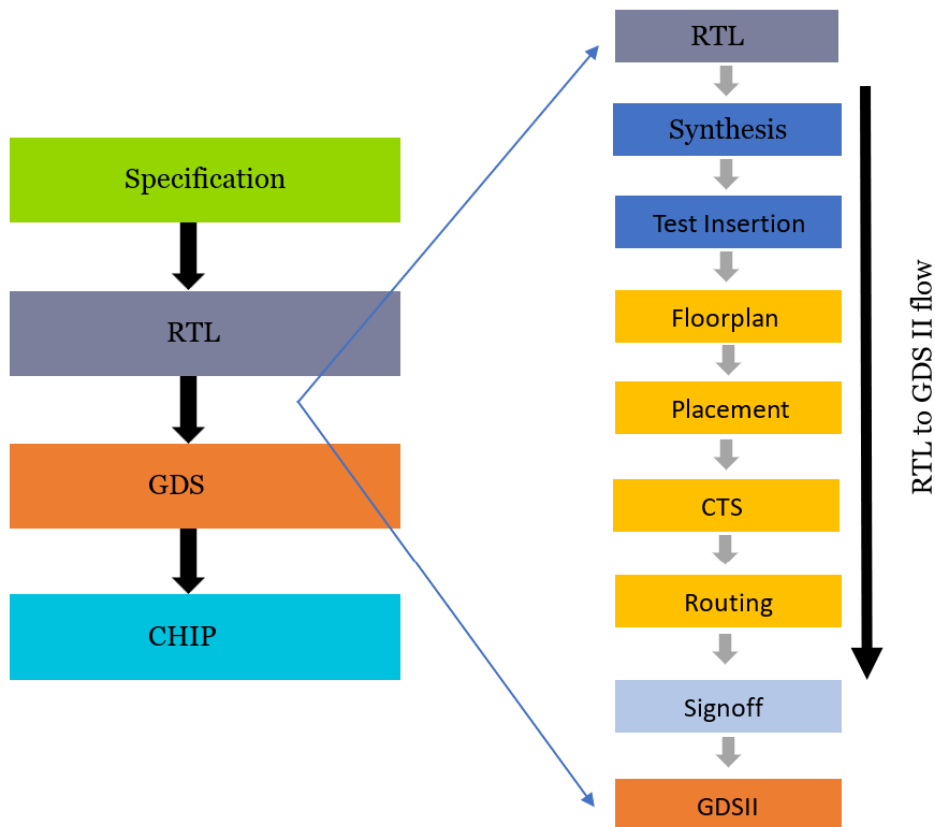 Specification
RTL
GDS
CHIP
RTL
Synthesis
Test Insertion
Floorplan
Placement
CTS
Routing
Signoff
GDSII
RTL to GDS II flow